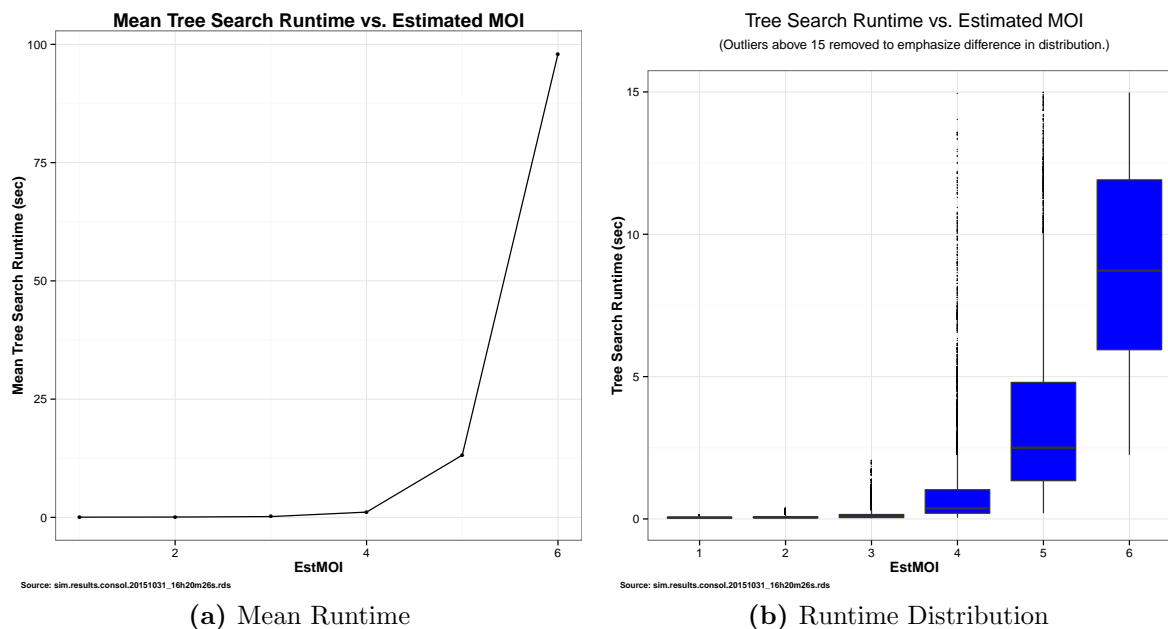 Mean Tree Search Runtime vs. Estimated MOI
100
75
50
25
0
Mean Tree Search Runtime (sec)
2
4
6
EstMOI
Source: sim.results.consol.20151031_16h20m26s.rds
(a) Mean Runtime
Tree Search Runtime vs. Estimated MOI
(Outliers above 15 removed to emphasize difference in distribution.)
15
10
5
0
Tree Search Runtime (sec)
1
2
3
4
5
6
EstMOI
Source: sim.results.consol.20151031_16h20m26s.rds
(b) Runtime Distribution